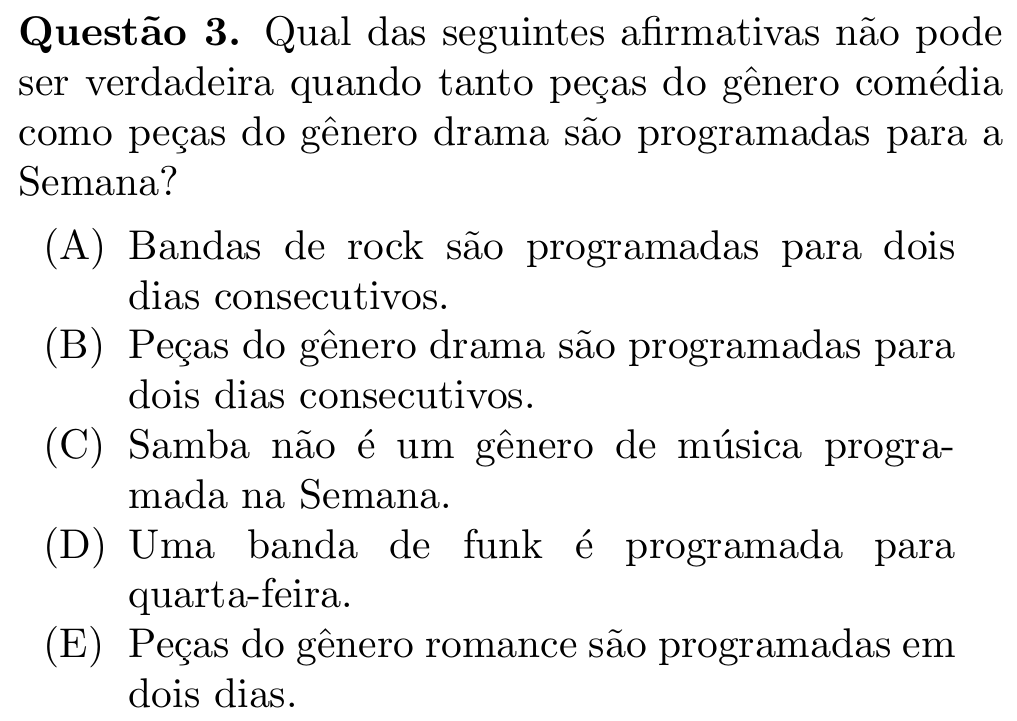 Questão 3. Qual das seguintes afirmativas não pode
ser verdadeira quando tanto peças do gênero comédia
como peças do gênero drama são programadas para a
Semana?
(A) Bandas de rock são programadas para dois
dias consecutivos.
(B) Peças do gênero drama são programadas para
dois dias consecutivos.
(C) Samba não é um gênero de música progra-
mada na Semana.
(D) Uma banda de funk é programada para
quarta-feira.
(E) Peças do gênero romance são programadas em
dois dias.